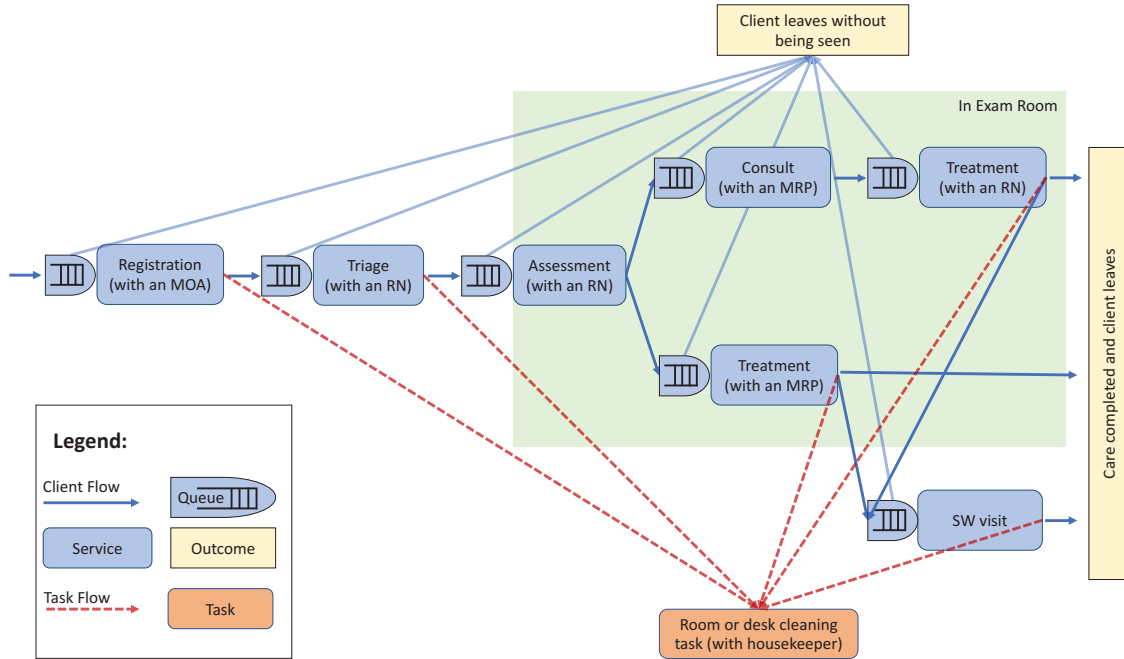 Client leaves without
being seen
In Exam Room
Consult
(with an MRP)
Treatment
(with an RN)
Registration
(with an MOA)
Triage
(with an RN)
Assessment
(with an RN)
Treatment
(with an MRP)
Care completed and client leaves
Legend:
Client Flow
Queue
Service
Outcome
Task Flow
Task
SW visit
Room or desk cleaning
task (with housekeeper)